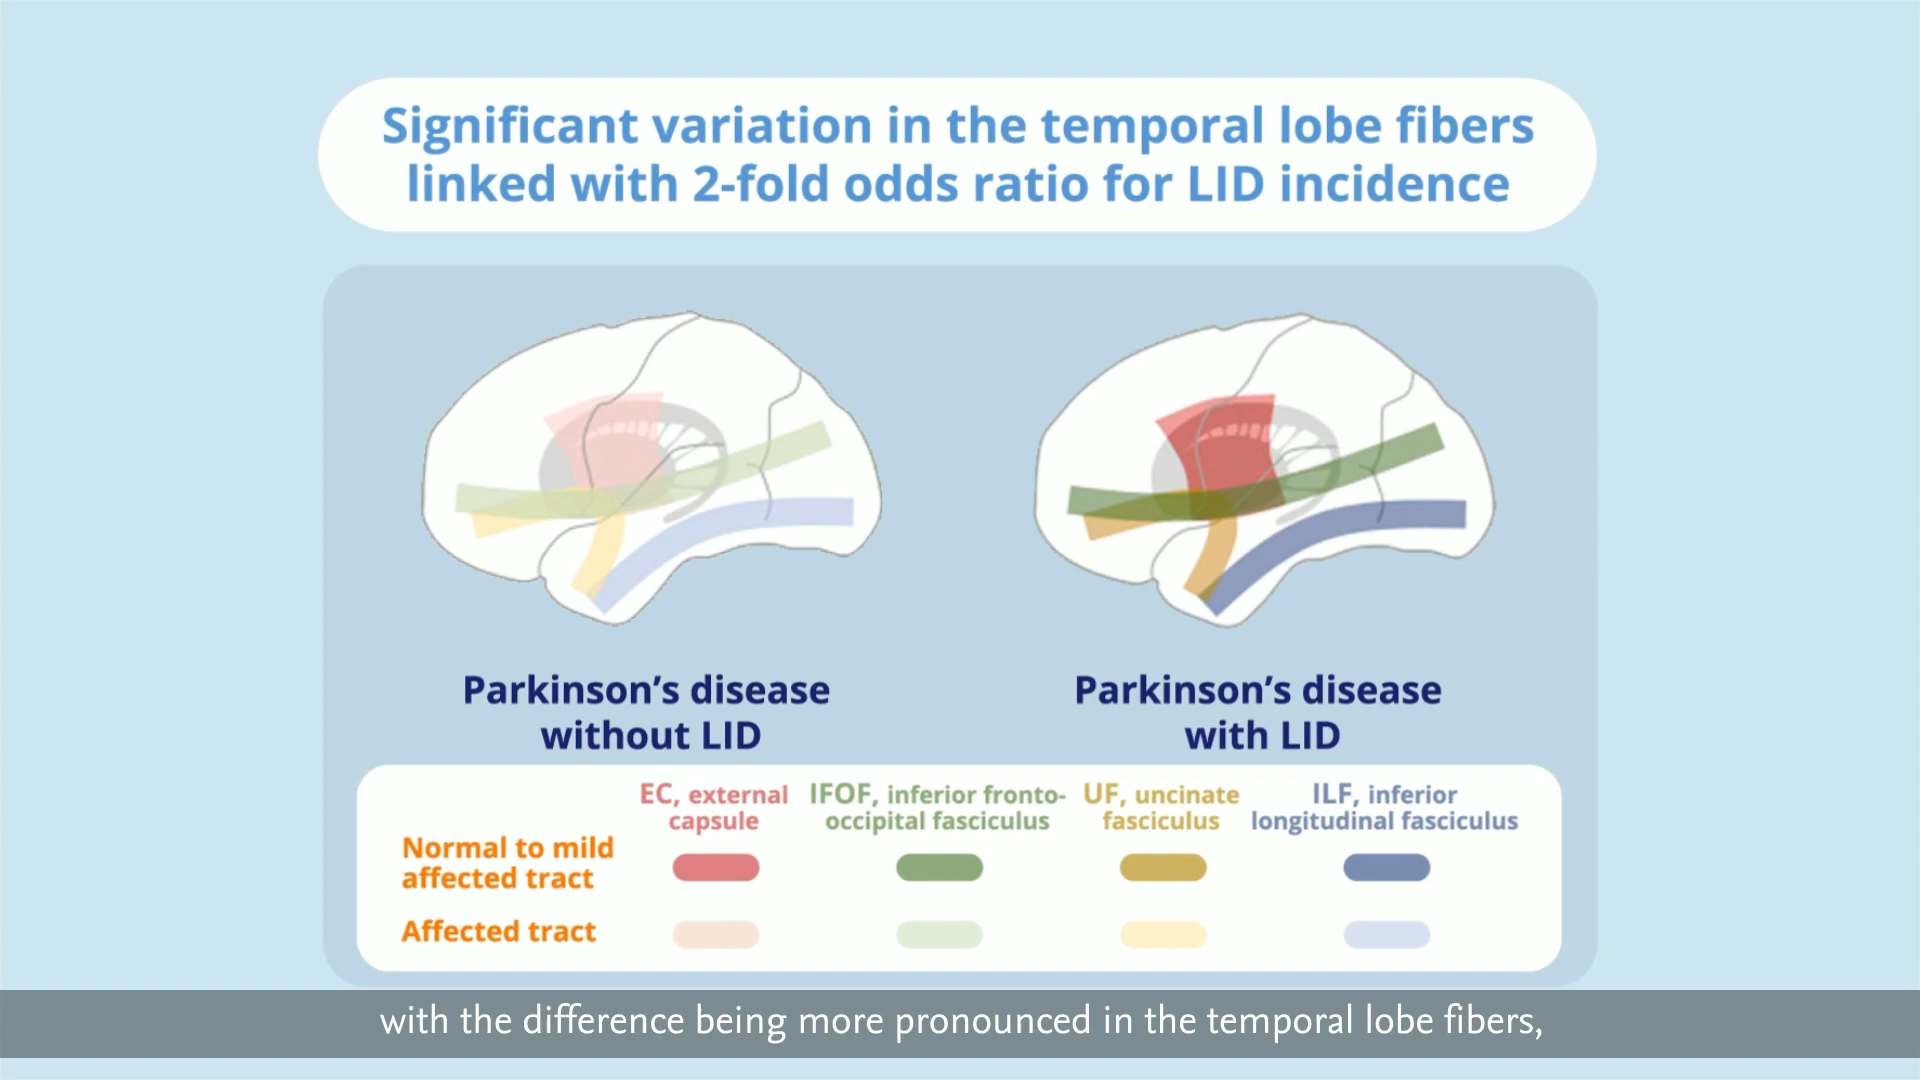 Significant variation in the temporal lobe fibers
linked with 2-fold odds ratio for LID incidence
Parkinson’s disease
without LID
Parkinson’s disease
with LID
EC, external
capsule
IFOF, inferior fronto-
occipital fasciculus
UF, uncinate
fasciculus
ILF, inferior
longitudinal fasciculus
Normal to mild
affected tract
Affected tract
with the difference being more pronounced in the temporal lobe fibers,